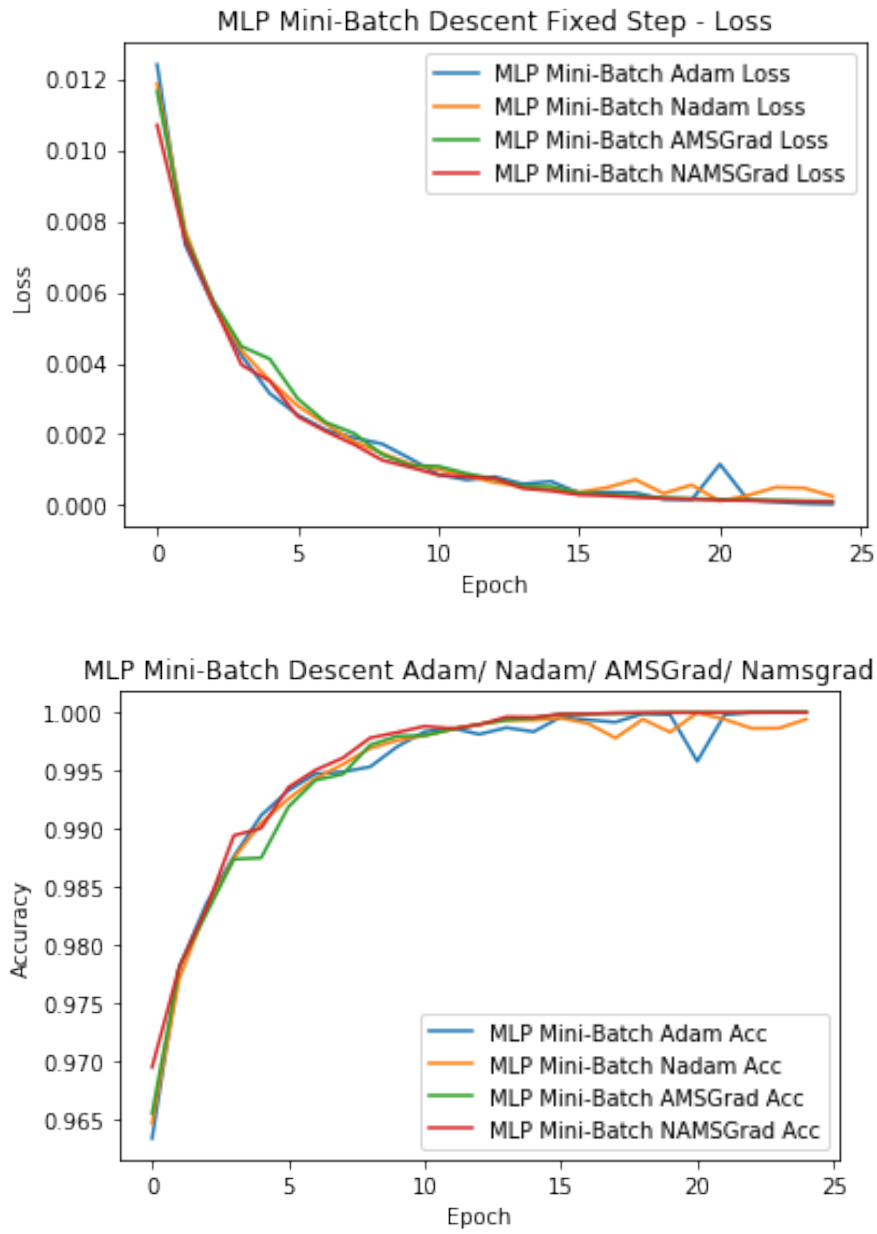 MLP Mini-Batch Descent Fixed Step - Loss
0.012
0.010
0.008
0.006
0.004
0.002
0.000
Loss
MLP Mini-Batch Adam Loss
MLP Mini-Batch Nadam Loss
MLP Mini-Batch AMSGrad Loss
MLP Mini-Batch NAMSGrad Loss
0 5 10 15 20 25
Epoch
MLP Mini-Batch Descent Adam/ Nadam/ AMSGrad/ Namsgrad
1.000
0.995
0.990
0.985
0.980
0.975
0.970
0.965
Accuracy
MLP Mini-Batch Adam Acc
MLP Mini-Batch Nadam Acc
MLP Mini-Batch AMSGrad Acc
MLP Mini-Batch NAMSGrad Acc
0 5 10 15 20 25
Epoch